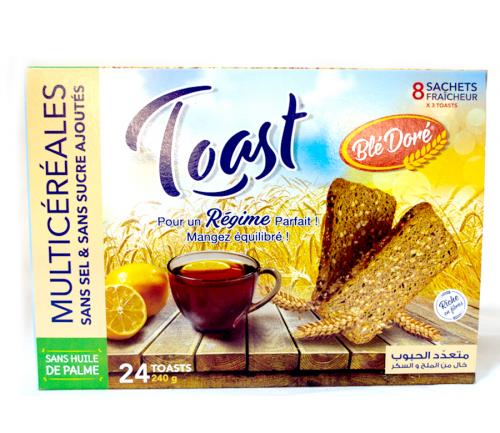 MULTICÉRÉALES
SANS SEL & SANS SUCRE AJOUTÉS
SANS HUILE
DE PALME
Toast
Pour un Régime Parfait !
Mangez équilibré !
8 SACHETS
FRAÎCHEUR
X 3 TOASTS
Blé Doré
Riche
en fibres
24 TOASTS
240 g
متعدّد الحبوب
خال من الملح و السكر